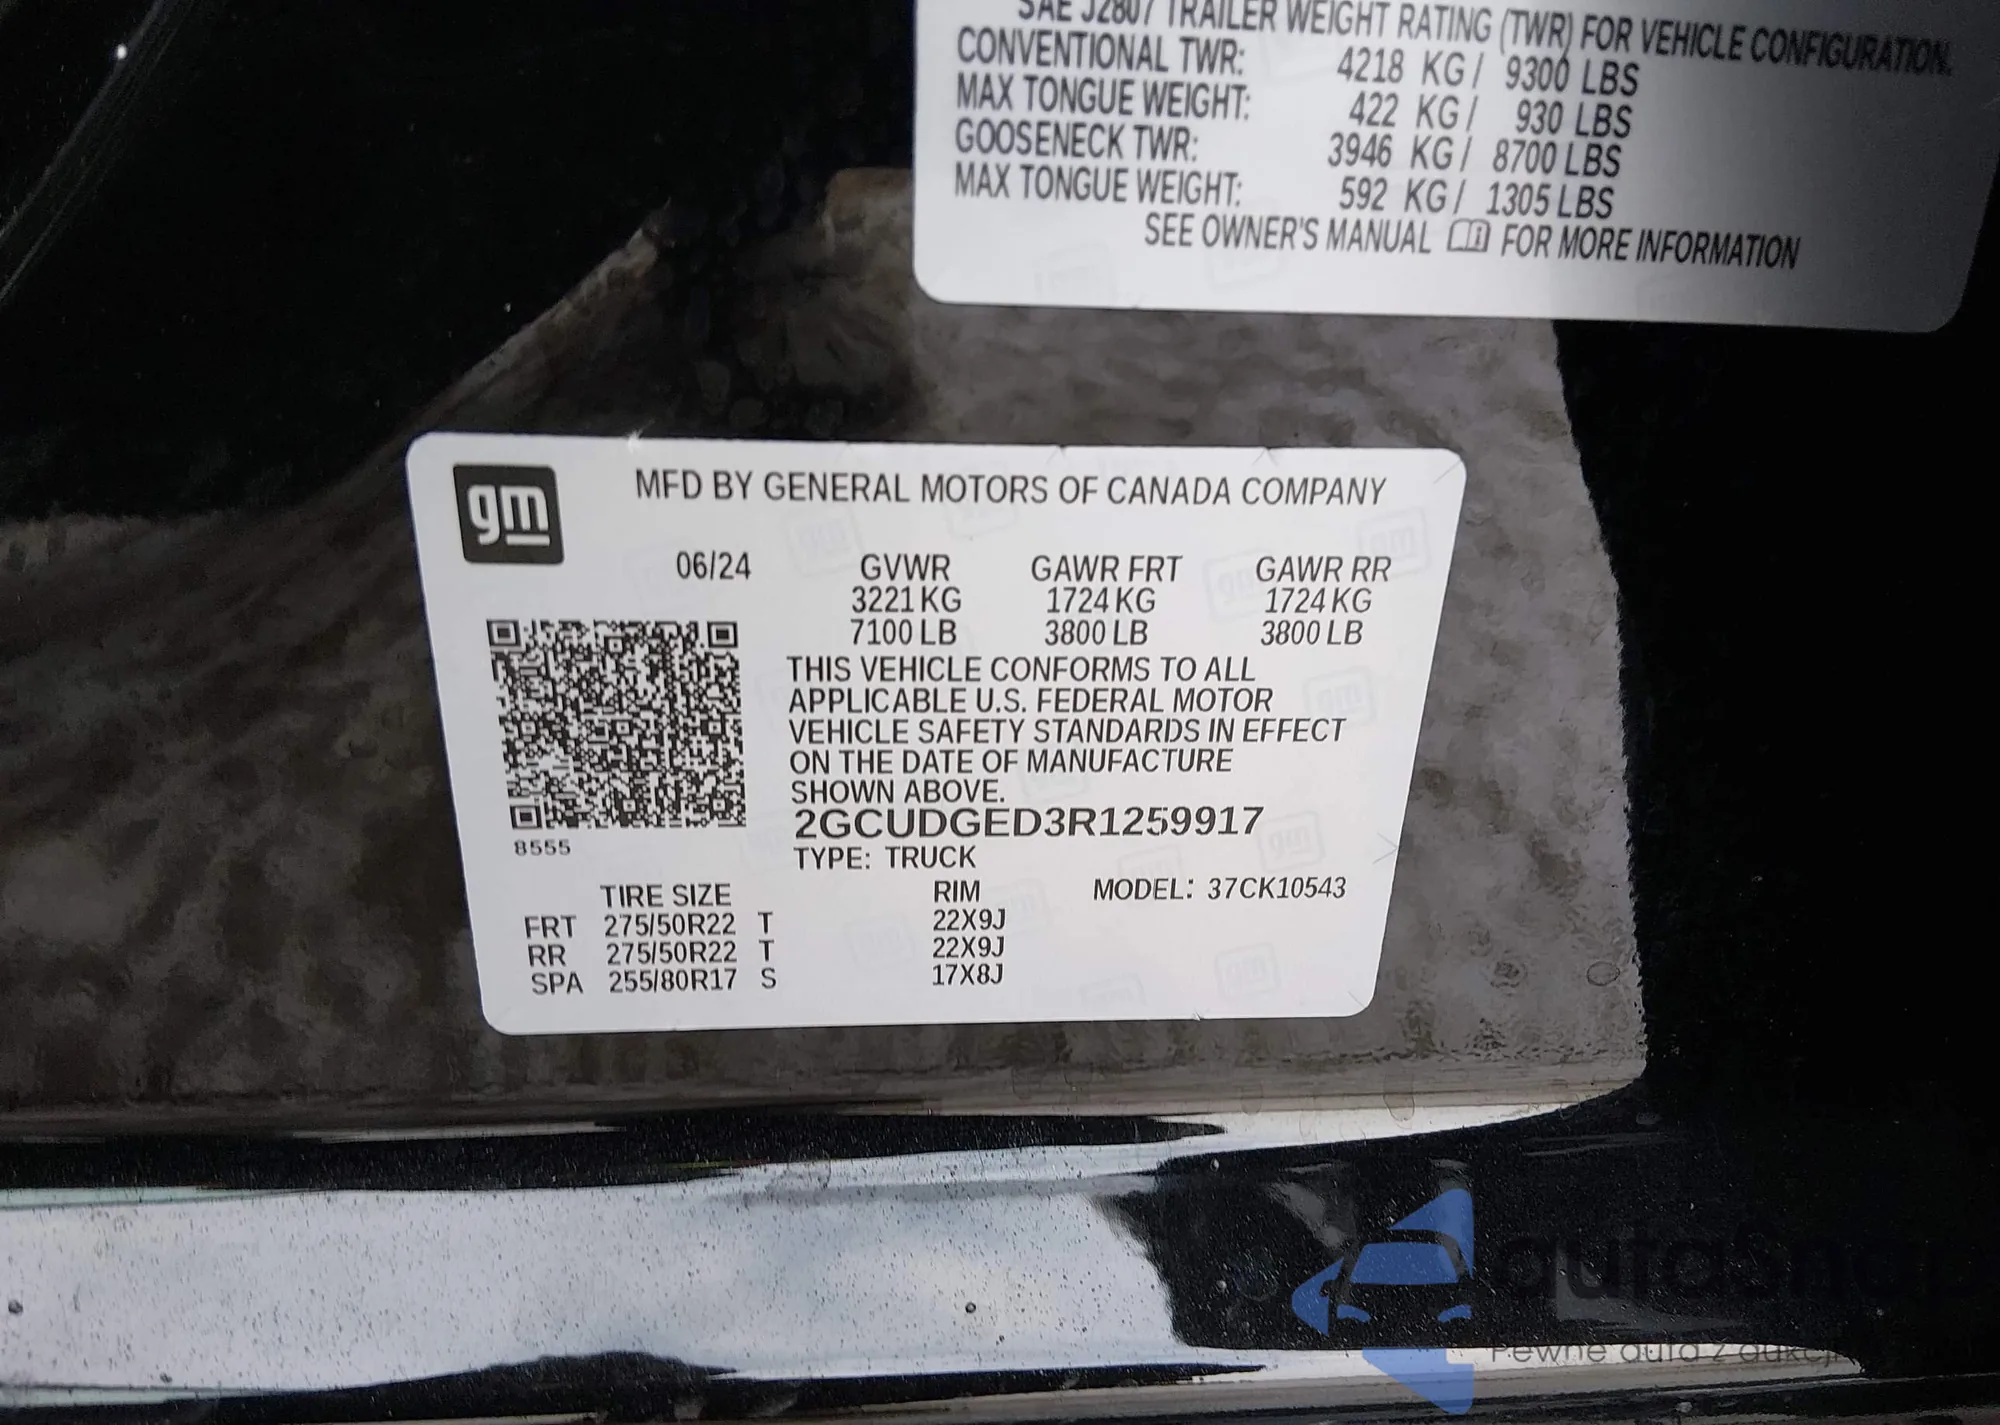 SAE J2807 TRAILER WEIGHT RATING (TWR) FOR VEHICLE CONFIGURATION.
CONVENTIONAL TWR: 4218 KG / 9300 LBS
MAX TONGUE WEIGHT: 422 KG / 930 LBS
GOOSENECK TWR: 3946 KG / 8700 LBS
MAX TONGUE WEIGHT: 592 KG / 1305 LBS
SEE OWNER'S MANUAL FOR MORE INFORMATION
gm
MFD BY GENERAL MOTORS OF CANADA COMPANY
06/24 GVWR GAWR FRT GAWR RR
3221 KG 1724 KG 1724 KG
7100 LB 3800 LB 3800 LB
THIS VEHICLE CONFORMS TO ALL
APPLICABLE U.S. FEDERAL MOTOR
VEHICLE SAFETY STANDARDS IN EFFECT
ON THE DATE OF MANUFACTURE
SHOWN ABOVE.
2GCUDGED3R1259917
8555
TYPE: TRUCK
TIRE SIZE RIM MODEL: 37CK10543
FRT 275/50R22 T 22X9J
RR 275/50R22 T 22X9J
SPA 255/80R17 S 17X8J
Pewne auta z aukcji